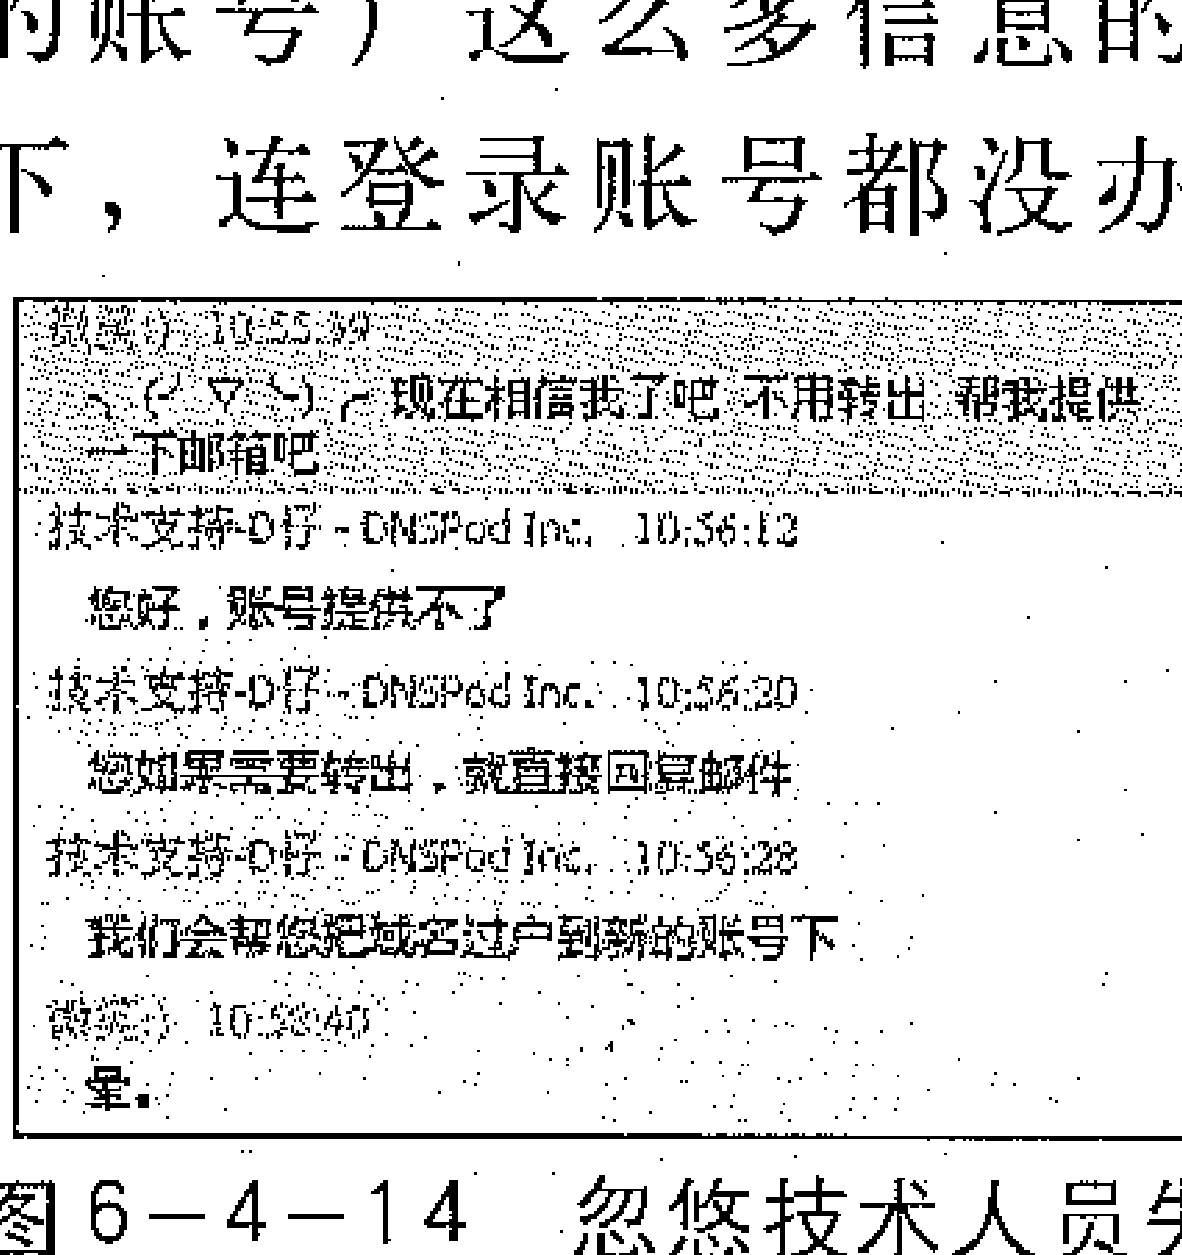 的账号）这么多信息的
下，连登录账号都没办
10:55:59
现在相信我了吧 不用转出 帮我提供
一下邮箱吧
技术支持-D仔 - DNSPod Inc. 10:56:12
您好，账号提供不了
技术支持-D仔 - DNSPod Inc. 10:56:20
您如果需要转出，就直接回复邮件
技术支持-D仔 - DNSPod Inc. 10:56:28
我们会帮您把域名过户到新的账号下
10:58:40
晕.
图6-4-14 忽悠技术人员失